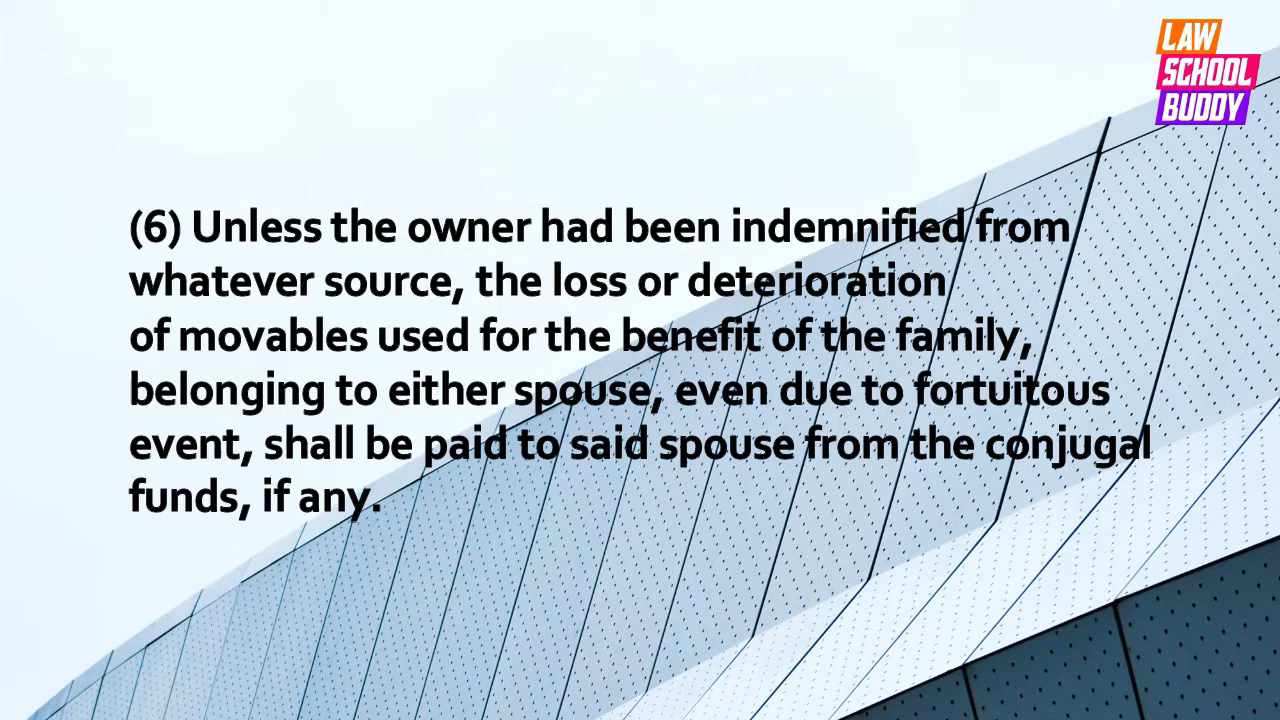 LAW
SCHOOL
BUDDY
(6) Unless the owner had been indemnified from
whatever source, the loss or deterioration
of movables used for the benefit of the family,
belonging to either spouse, even due to fortuitous
event, shall be paid to said spouse from the conjugal
funds, if any.